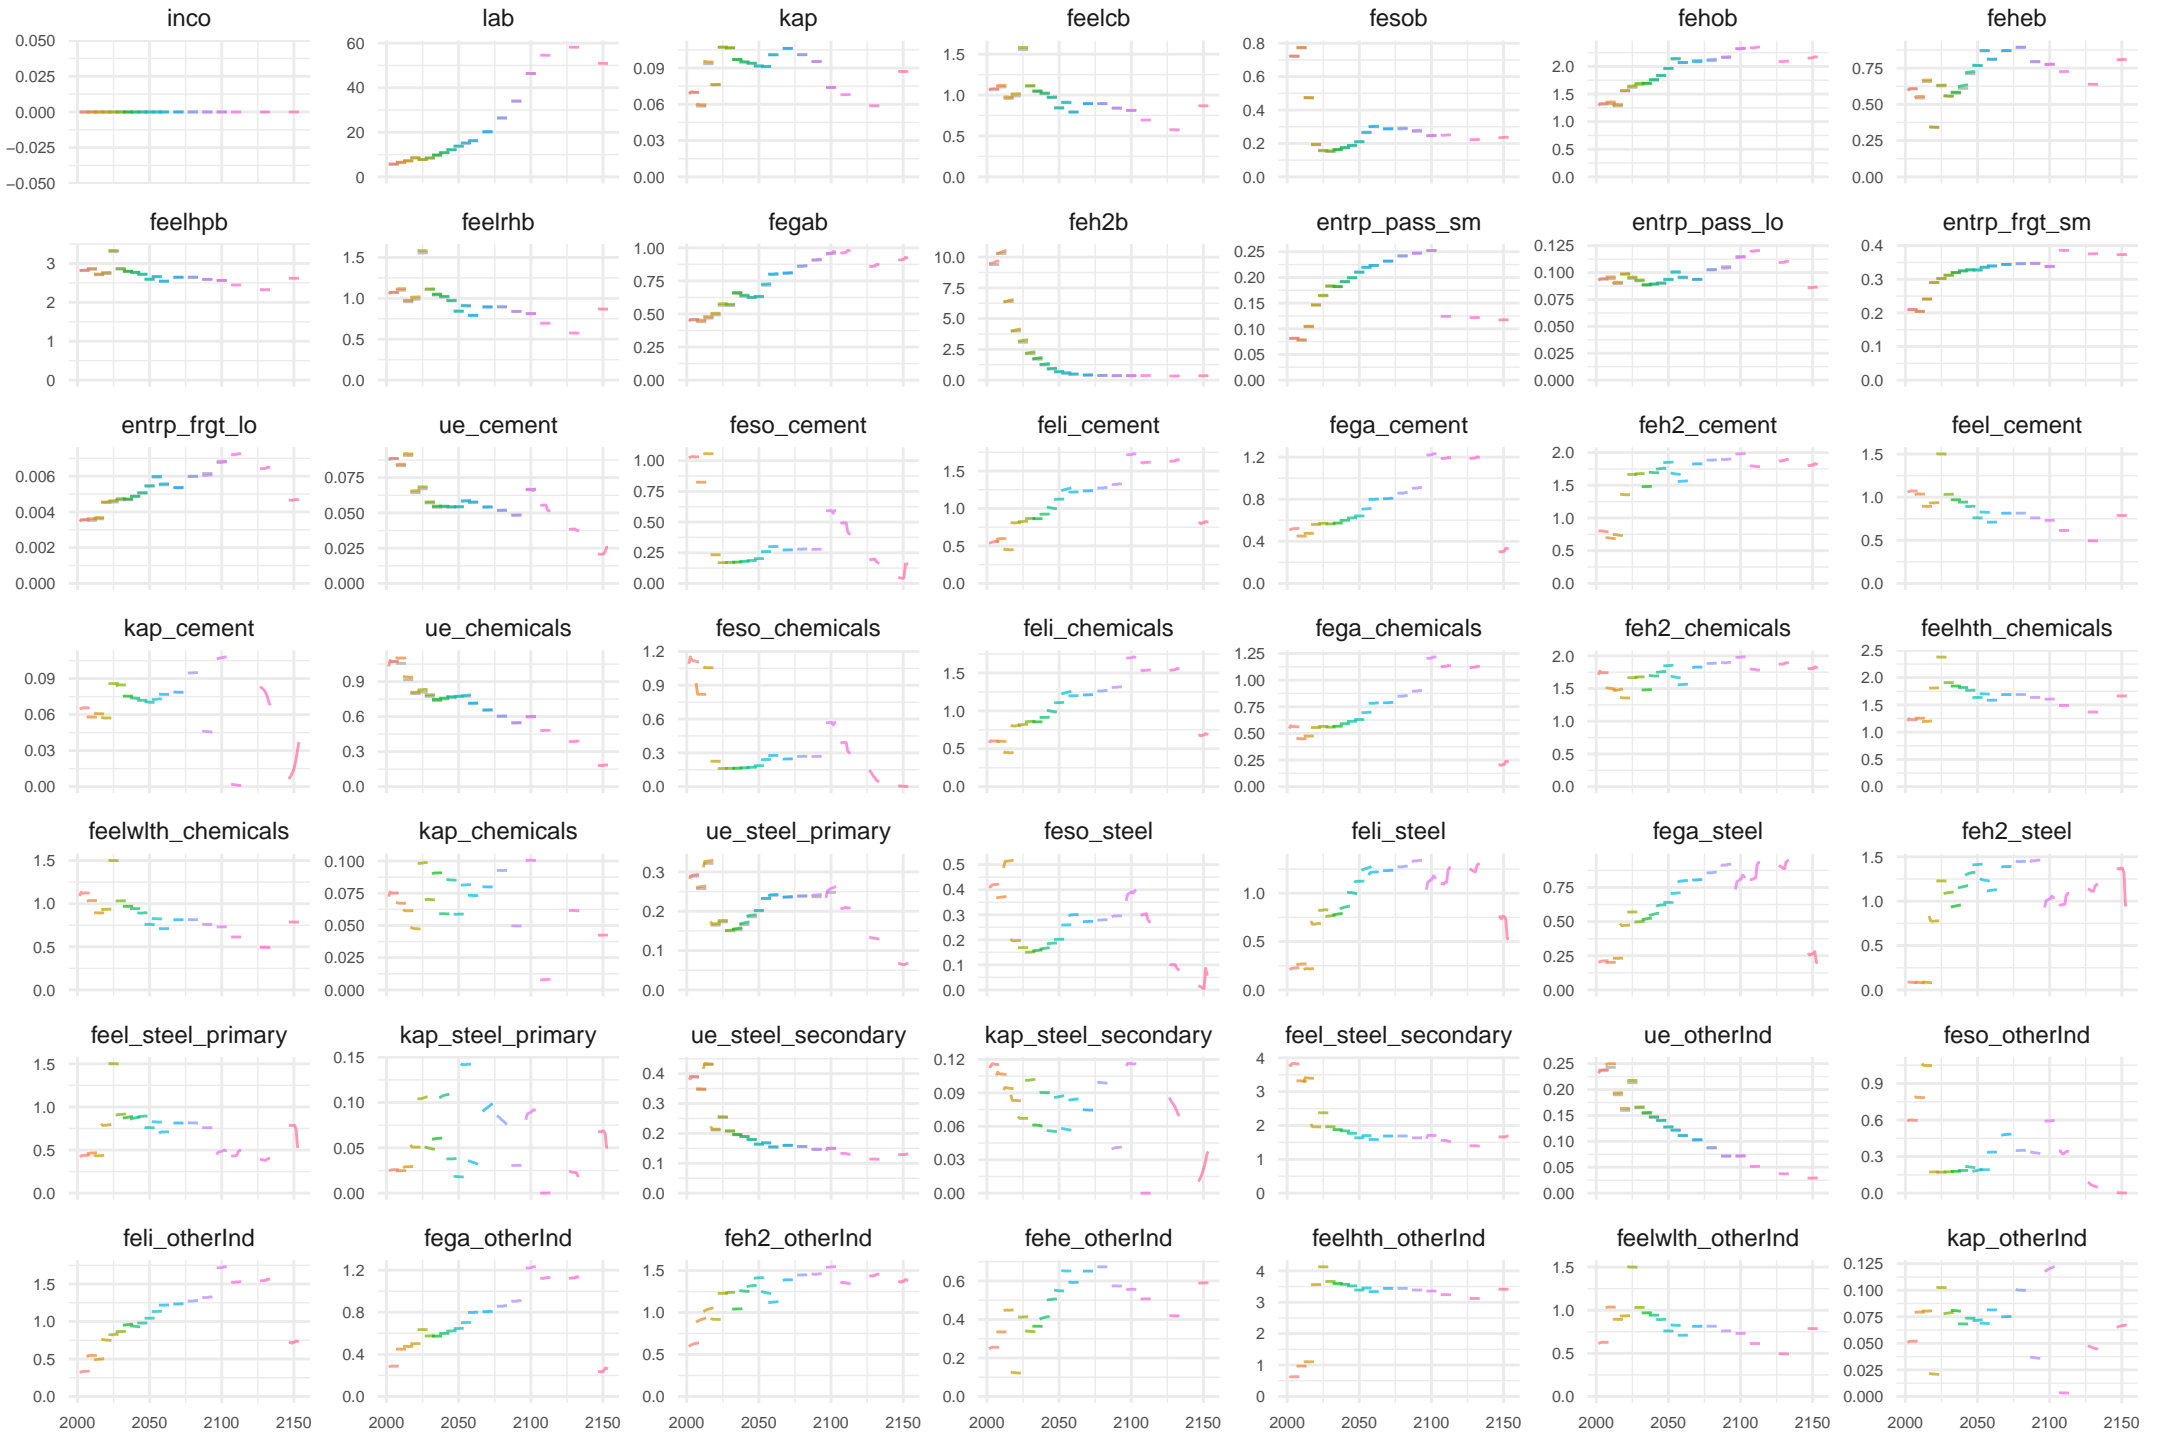 inco lab kap feelcb fesob fehob feheb
0.050 0.025 0.000 −0.025 −0.050
60 40 20 0
0.09 0.06 0.03 0.00
1.5 1.0 0.5 0.0
0.8 0.6 0.4 0.2 0.0
2.0 1.5 1.0 0.5 0.0
0.75 0.50 0.25 0.00
feelhpb feelrhb fegab feh2b entrp_pass_sm entrp_pass_lo entrp_frgt_sm
3 2 1 0
1.5 1.0 0.5 0.0
1.00 0.75 0.50 0.25 0.00
10.0 7.5 5.0 2.5 0.0
0.25 0.20 0.15 0.10 0.05 0.00
0.125 0.100 0.075 0.050 0.025 0.000
0.4 0.3 0.2 0.1 0.0
entrp_frgt_lo ue_cement feso_cement feli_cement fega_cement feh2_cement feel_cement
0.006 0.004 0.002 0.000
0.075 0.050 0.025 0.000
1.00 0.75 0.50 0.25 0.00
1.5 1.0 0.5 0.0
1.2 0.8 0.4 0.0
2.0 1.5 1.0 0.5 0.0
1.5 1.0 0.5 0.0
kap_cement ue_chemicals feso_chemicals feli_chemicals fega_chemicals feh2_chemicals feelhth_chemicals
0.09 0.06 0.03 0.00
0.9 0.6 0.3 0.0
1.2 0.9 0.6 0.3 0.0
1.5 1.0 0.5 0.0
1.25 1.00 0.75 0.50 0.25 0.00
2.0 1.5 1.0 0.5 0.0
2.5 2.0 1.5 1.0 0.5 0.0
feelwlth_chemicals kap_chemicals ue_steel_primary feso_steel feli_steel fega_steel feh2_steel
1.5 1.0 0.5 0.0
0.100 0.075 0.050 0.025 0.000
0.3 0.2 0.1 0.0
0.5 0.4 0.3 0.2 0.1 0.0
1.0 0.5 0.0
0.75 0.50 0.25 0.00
1.5 1.0 0.5 0.0
feel_steel_primary kap_steel_primary ue_steel_secondary kap_steel_secondary feel_steel_secondary ue_otherInd feso_otherInd
1.5 1.0 0.5 0.0
0.15 0.10 0.05 0.00
0.4 0.3 0.2 0.1 0.0
0.12 0.09 0.06 0.03 0.00
4 3 2 1 0
0.25 0.20 0.15 0.10 0.05 0.00
0.9 0.6 0.3 0.0
feli_otherInd fega_otherInd feh2_otherInd fehe_otherInd feelhth_otherInd feelwlth_otherInd kap_otherInd
1.5 1.0 0.5 0.0
1.2 0.8 0.4 0.0
1.5 1.0 0.5 0.0
0.6 0.4 0.2 0.0
4 3 2 1 0
1.5 1.0 0.5 0.0
0.125 0.100 0.075 0.050 0.025 0.000
2000 2050 2100 2150 2000 2050 2100 2150 2000 2050 2100 2150 2000 2050 2100 2150 2000 2050 2100 2150 2000 2050 2100 2150 2000 2050 2100 2150